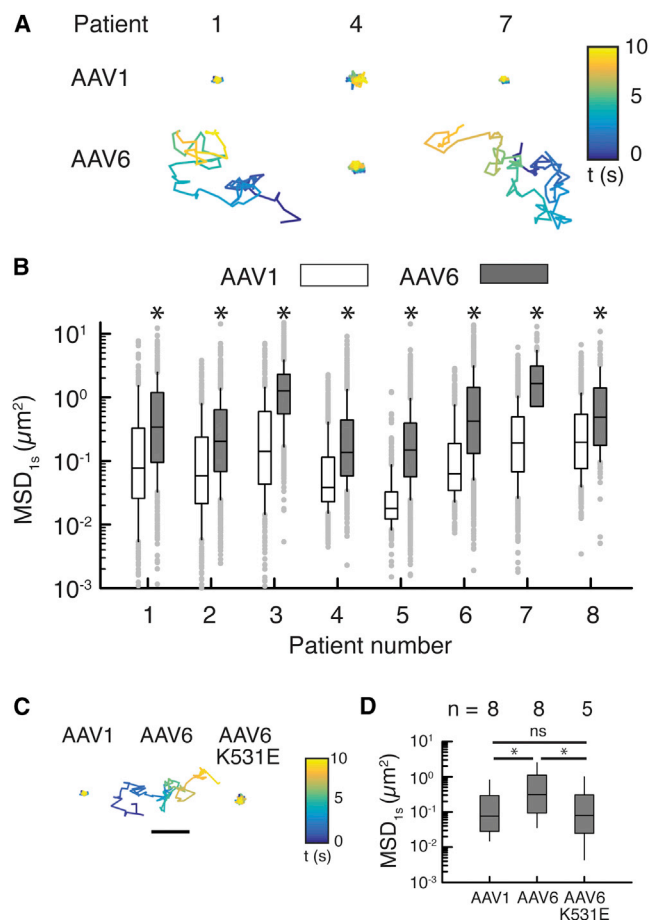 A
Patient 1 4 7
AAV1
AAV6
10
5
0
t (s)
B
AAV1 AAV6
* * * * * * * *
10¹
10⁰
10⁻¹
10⁻²
10⁻³
MSD1s (µm²)
1 2 3 4 5 6 7 8
Patient number
C
AAV1 AAV6 AAV6
K531E
10
5
0
t (s)
D
n = 8 8 5
ns
* *
10¹
10⁰
10⁻¹
10⁻²
10⁻³
MSD1s (µm²)
AAV1 AAV6 AAV6
K531E